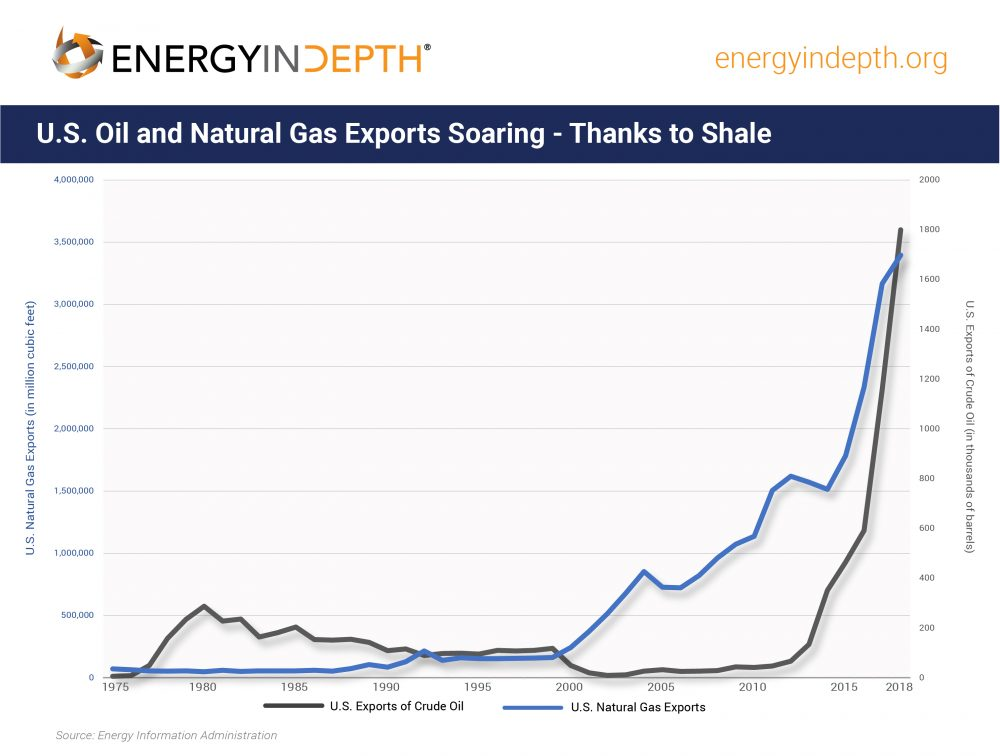 ENERGYINDEPTH®
energyindepth.org
U.S. Oil and Natural Gas Exports Soaring - Thanks to Shale
4,000,000
3,500,000
3,000,000
2,500,000
2,000,000
1,500,000
1,000,000
500,000
0
U.S. Natural Gas Exports (in million cubic feet)
2000
1800
1600
1400
1200
1000
800
600
400
200
0
U.S. Exports of Crude Oil (in thousands of barrels)
1975 1980 1985 1990 1995 2000 2005 2010 2015 2018
U.S. Exports of Crude Oil
U.S. Natural Gas Exports
Source: Energy Information Administration